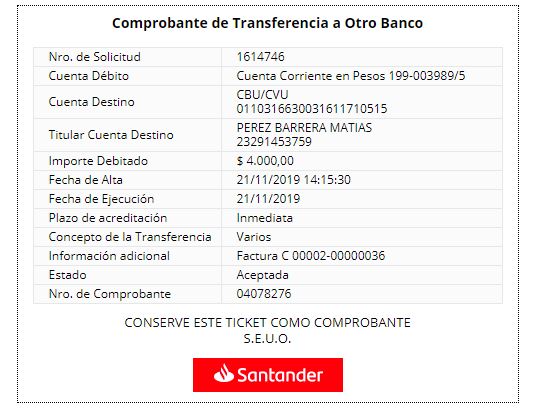 Comprobante de Transferencia a Otro Banco
Nro. de Solicitud 1614746
Cuenta Débito Cuenta Corriente en Pesos 199-003989/5
Cuenta Destino CBU/CVU
0110316630031611710515
Titular Cuenta Destino PEREZ BARRERA MATIAS
23291453759
Importe Debitado $ 4.000,00
Fecha de Alta 21/11/2019 14:15:30
Fecha de Ejecución 21/11/2019
Plazo de acreditación Inmediata
Concepto de la Transferencia Varios
Información adicional Factura C 00002-00000036
Estado Aceptada
Nro. de Comprobante 04078276
CONSERVE ESTE TICKET COMO COMPROBANTE
S.E.U.O.
Santander